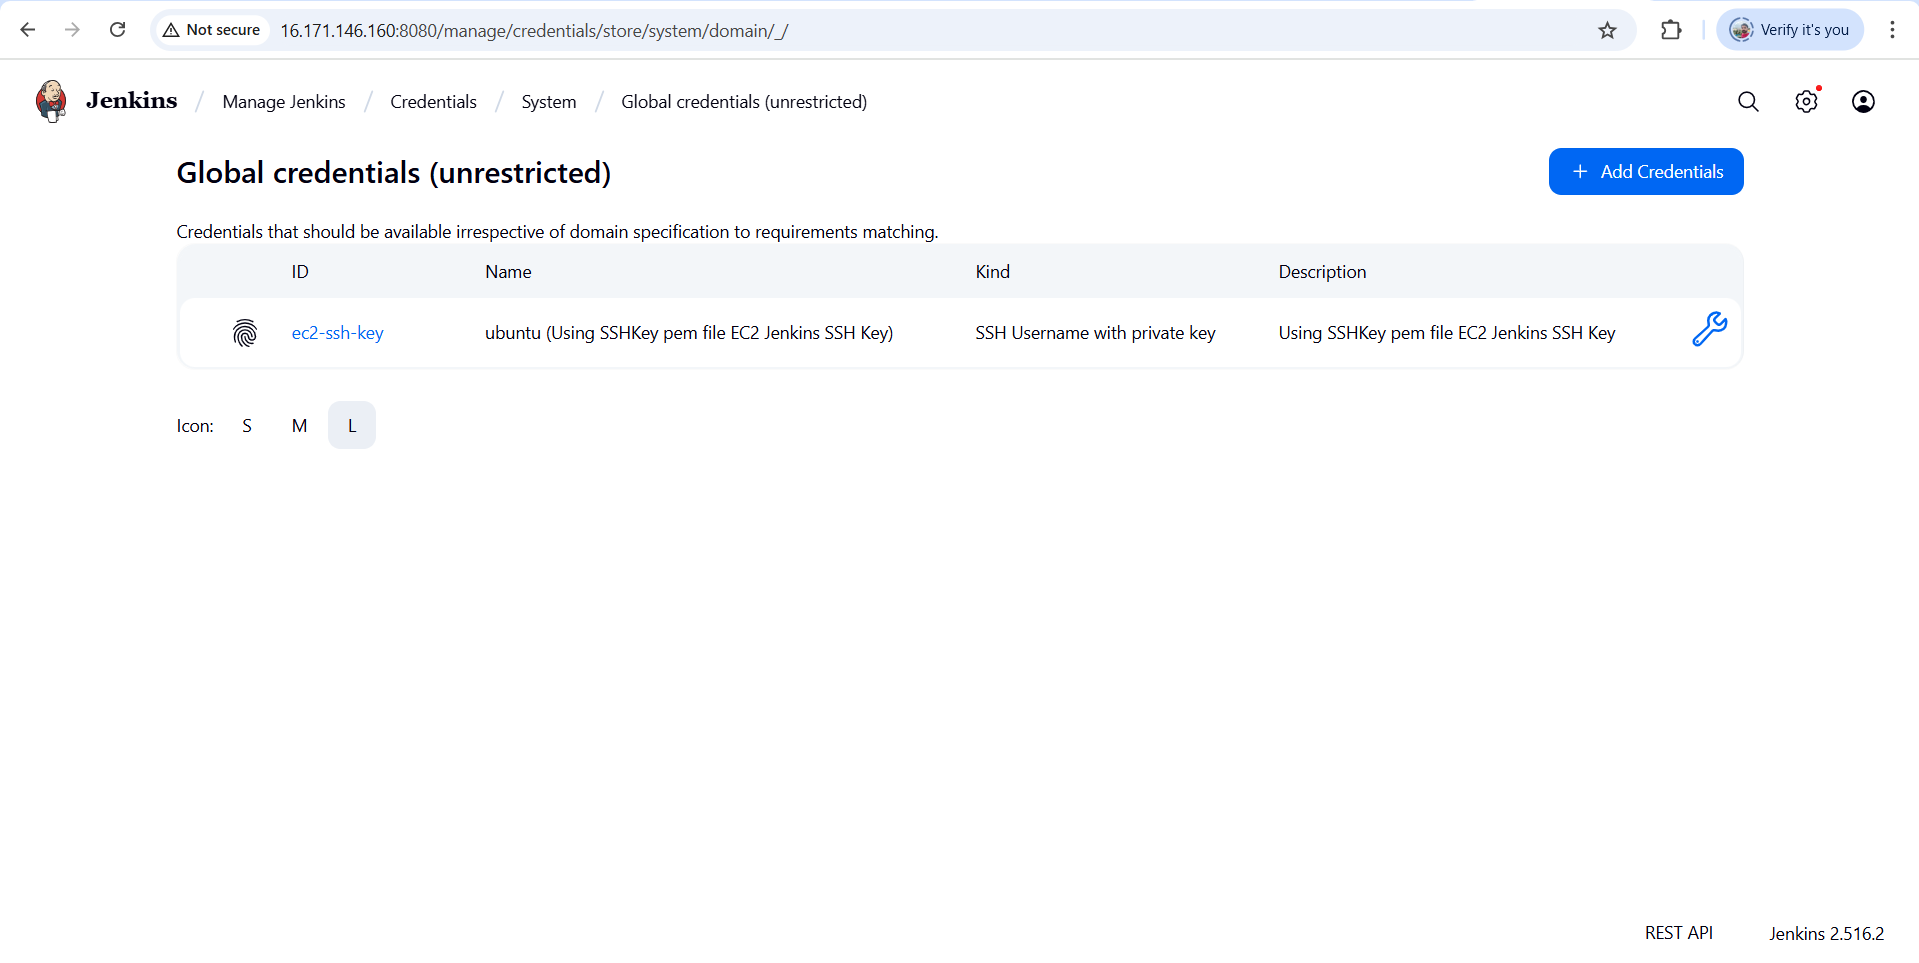 Not secure 16.171.146.160:8080/manage/credentials/store/system/domain/_/ Verify it's you
Jenkins / Manage Jenkins / Credentials / System / Global credentials (unrestricted)
Global credentials (unrestricted)
+ Add Credentials
Credentials that should be available irrespective of domain specification to requirements matching.
ID Name Kind Description
ec2-ssh-key ubuntu (Using SSHKey pem file EC2 Jenkins SSH Key) SSH Username with private key Using SSHKey pem file EC2 Jenkins SSH Key
Icon: S M L
REST API Jenkins 2.516.2